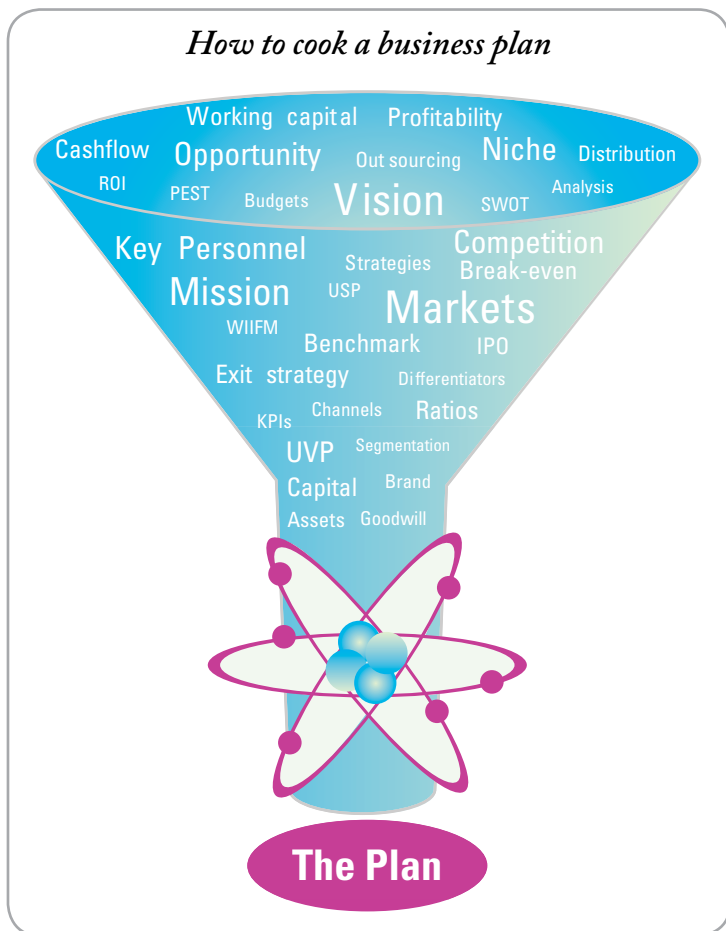 How to cook a business plan
Working capital Profitability
Cashflow Opportunity Out sourcing Niche Distribution
ROI PEST Budgets Vision SWOT Analysis
Key Personnel Strategies Competition
Break-even
Mission USP Markets
WIIFM Benchmark IPO
Exit strategy Differentiators
KPIs Channels Ratios
UVP Segmentation
Capital Brand
Assets Goodwill
The Plan